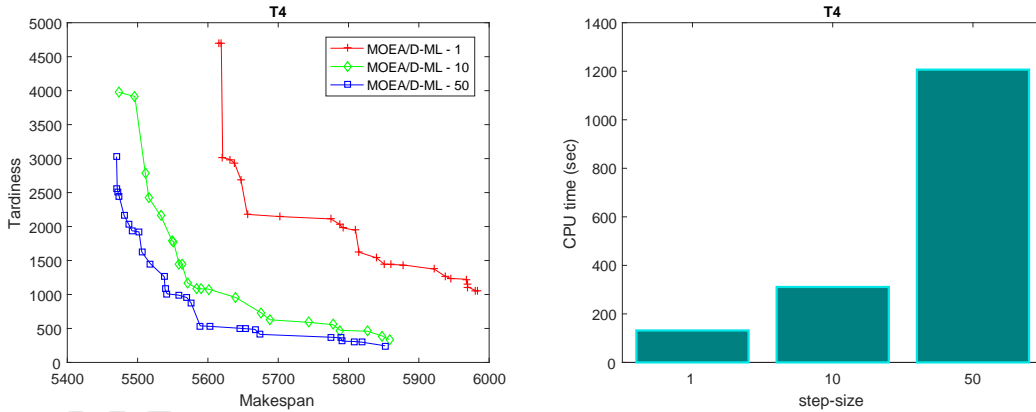 T4
5000
4500
4000
3500
3000
2500
2000
1500
1000
500
0
Tardiness
MOEA/D-ML - 1
MOEA/D-ML - 10
MOEA/D-ML - 50
5400 5500 5600 5700 5800 5900 6000
Makespan
T4
1400
1200
1000
800
600
400
200
0
CPU time (sec)
1 10 50
step-size